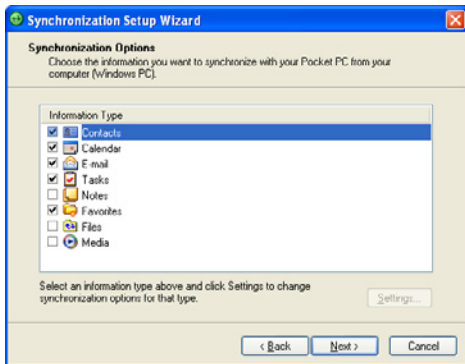 Synchronization Setup Wizard
Synchronization Options
Choose the information you want to synchronize with your Pocket PC from your
computer (Windows PC).
Information Type
Contacts
Calendar
E-mail
Tasks
Notes
Favorites
Files
Media
Select an information type above and click Settings to change
synchronization options for that type.
Settings...
< Back
Next >
Cancel